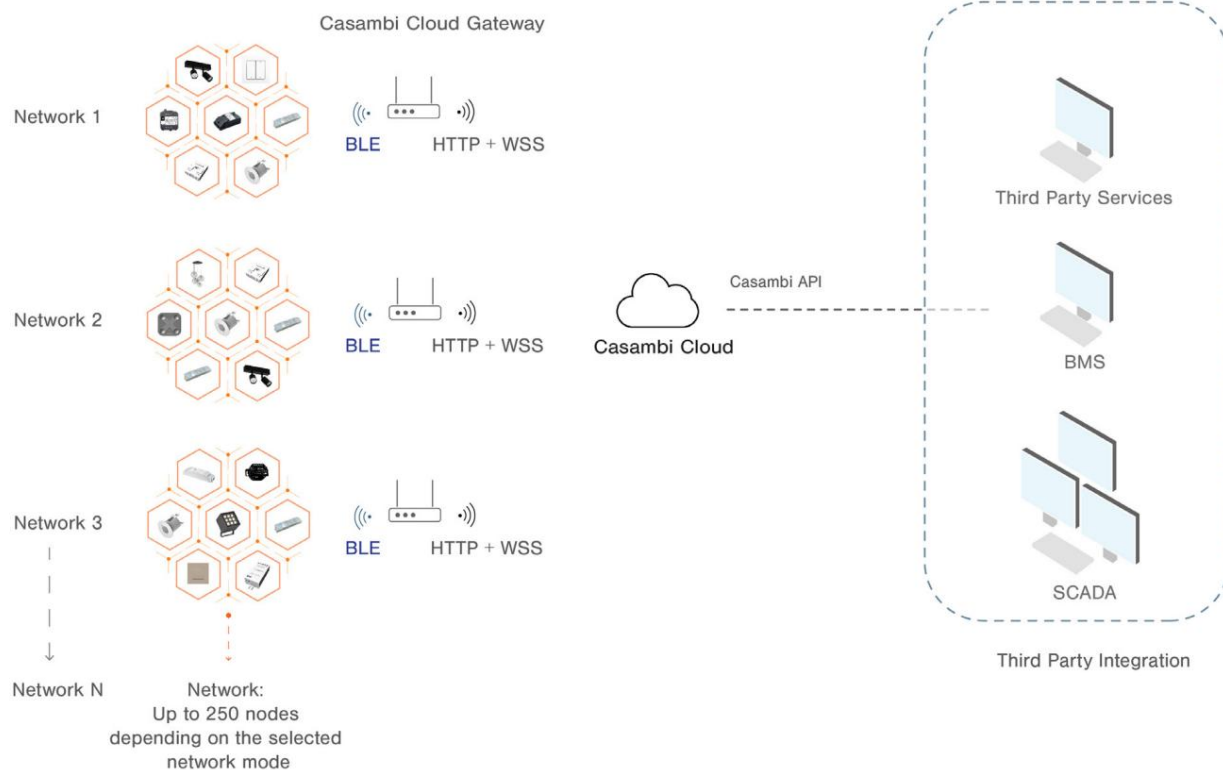 Casambi Cloud Gateway
Network 1
BLE
HTTP + WSS
Third Party Services
Network 2
BLE
HTTP + WSS
Casambi Cloud
Casambi API
BMS
Network 3
BLE
HTTP + WSS
SCADA
Third Party Integration
Network N
Network:
Up to 250 nodes
depending on the selected
network mode